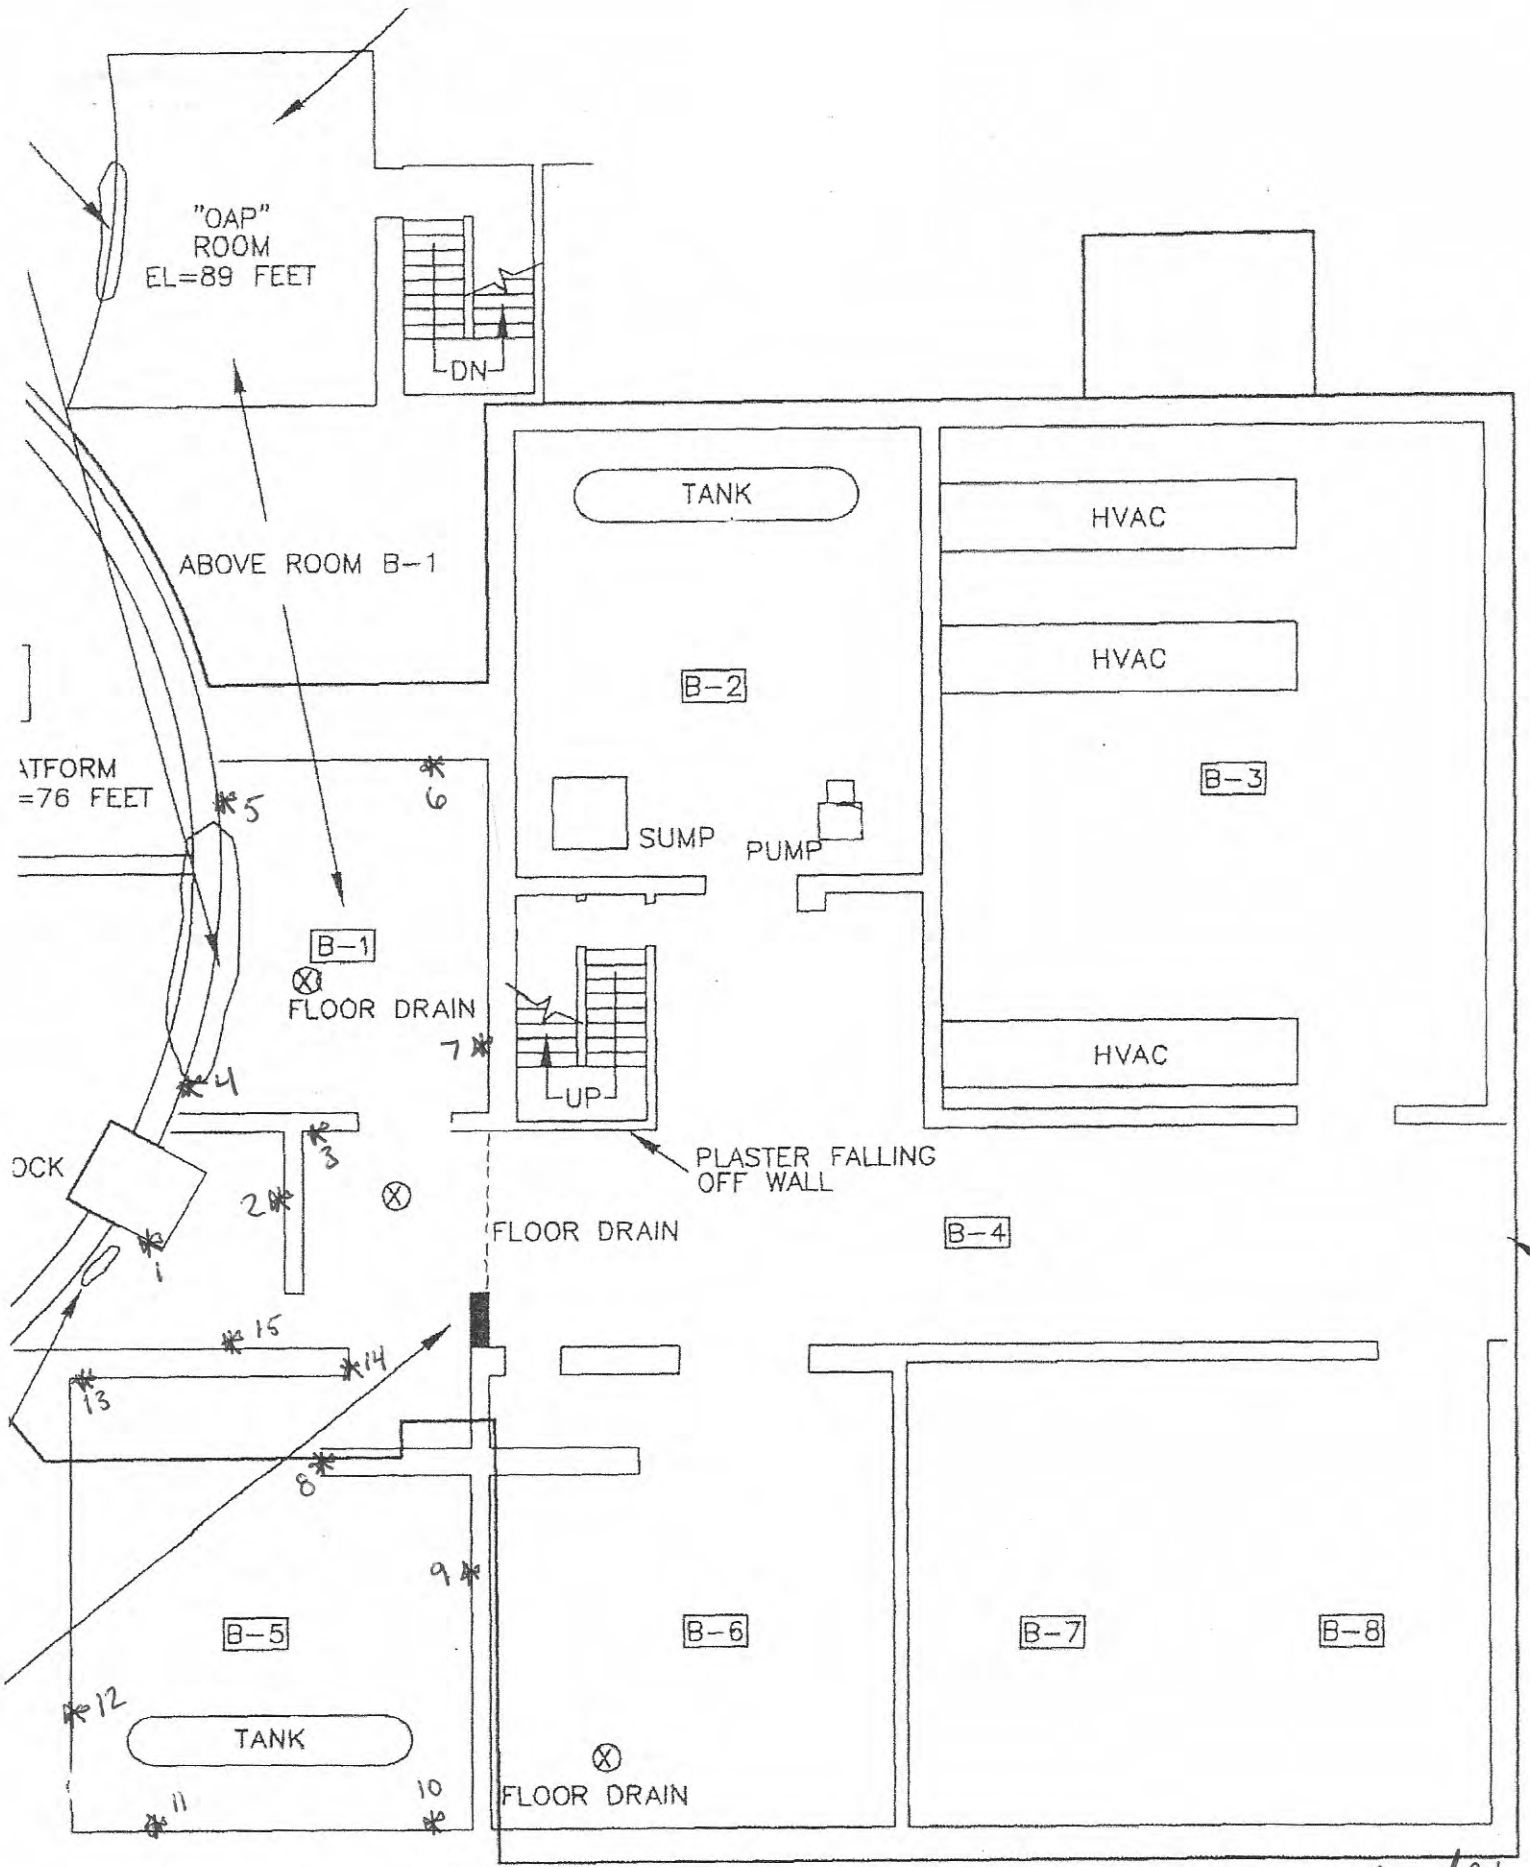 "OAP"
ROOM
EL=89 FEET
DN
TANK
HVAC
ABOVE ROOM B-1
HVAC
B-2
ATFORM
=76 FEET
B-3
5
6
SUMP
PUMP
B-1
FLOOR DRAIN
7
HVAC
4
UP
3
OCK
PLASTER FALLING
OFF WALL
2
FLOOR DRAIN
B-4
1
15
14
13
8
9
B-5
B-6
B-7
B-8
12
TANK
10
11
FLOOR DRAIN